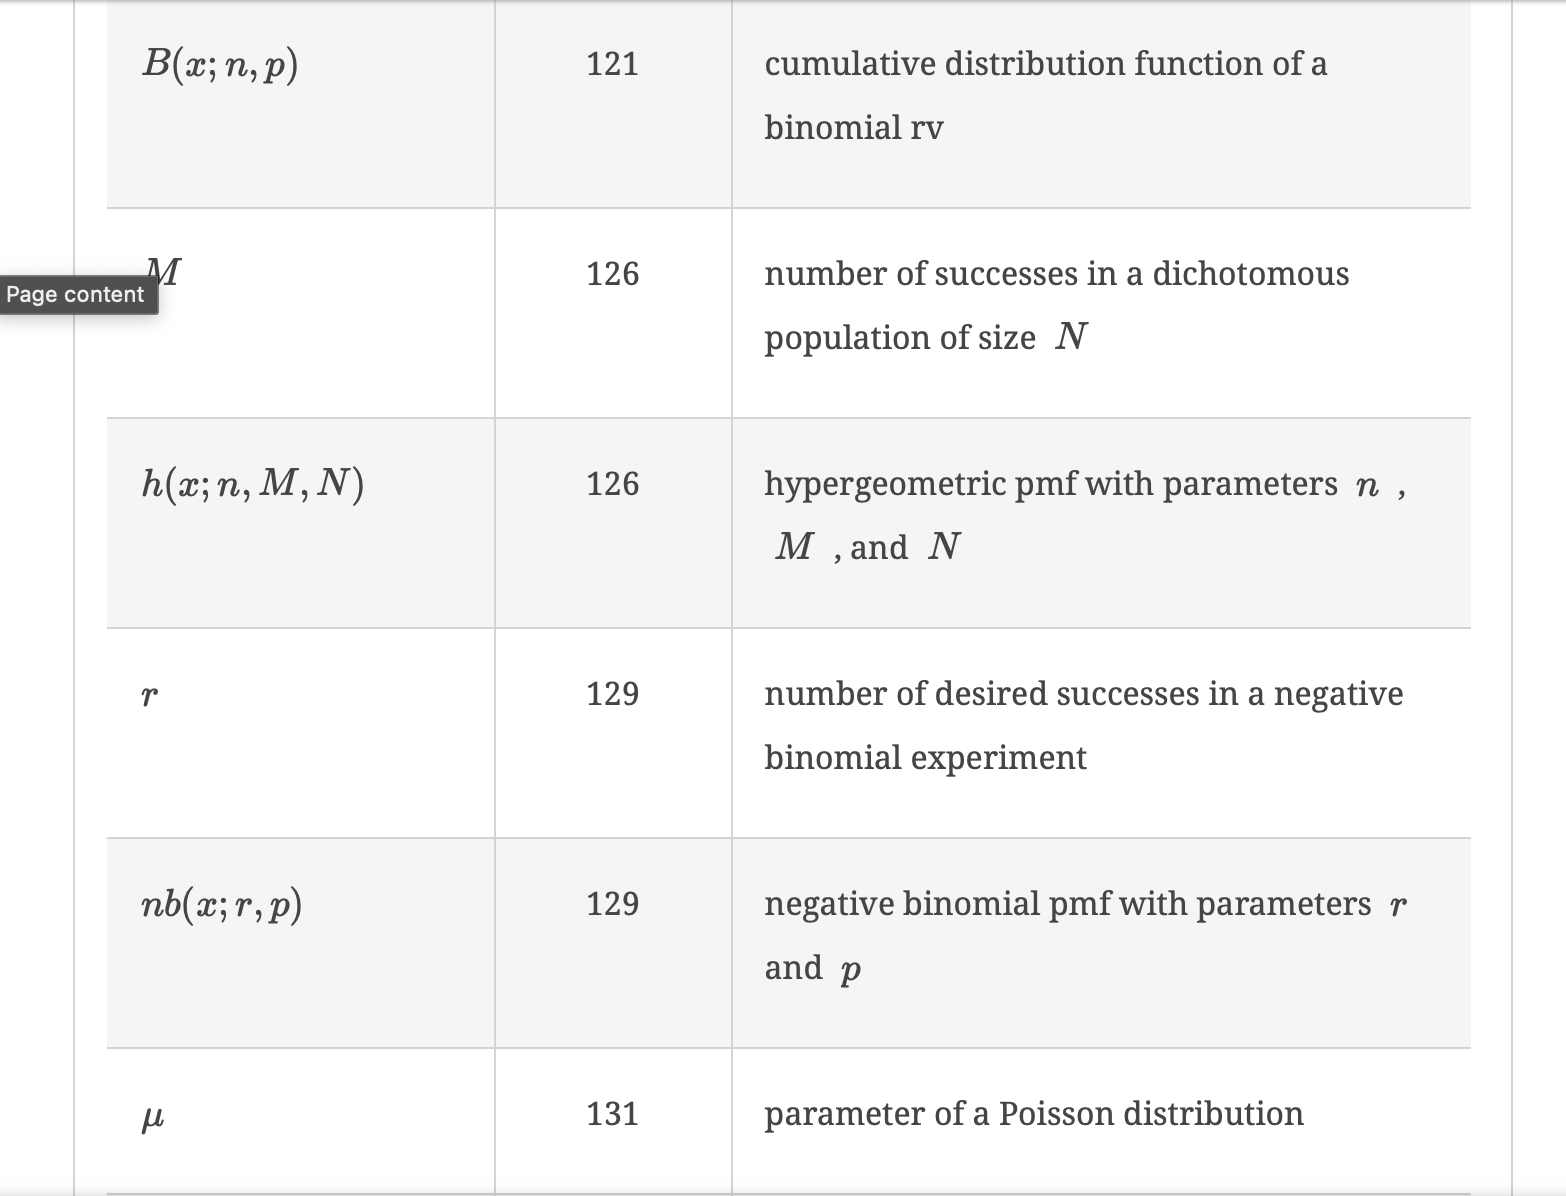 B(x; n, p) 121 cumulative distribution function of a
binomial rv
M 126 number of successes in a dichotomous
Page content
population of size N
h(x; n, M, N) 126 hypergeometric pmf with parameters n ,
M , and N
r 129 number of desired successes in a negative
binomial experiment
nb(x; r, p) 129 negative binomial pmf with parameters r
and p
μ 131 parameter of a Poisson distribution